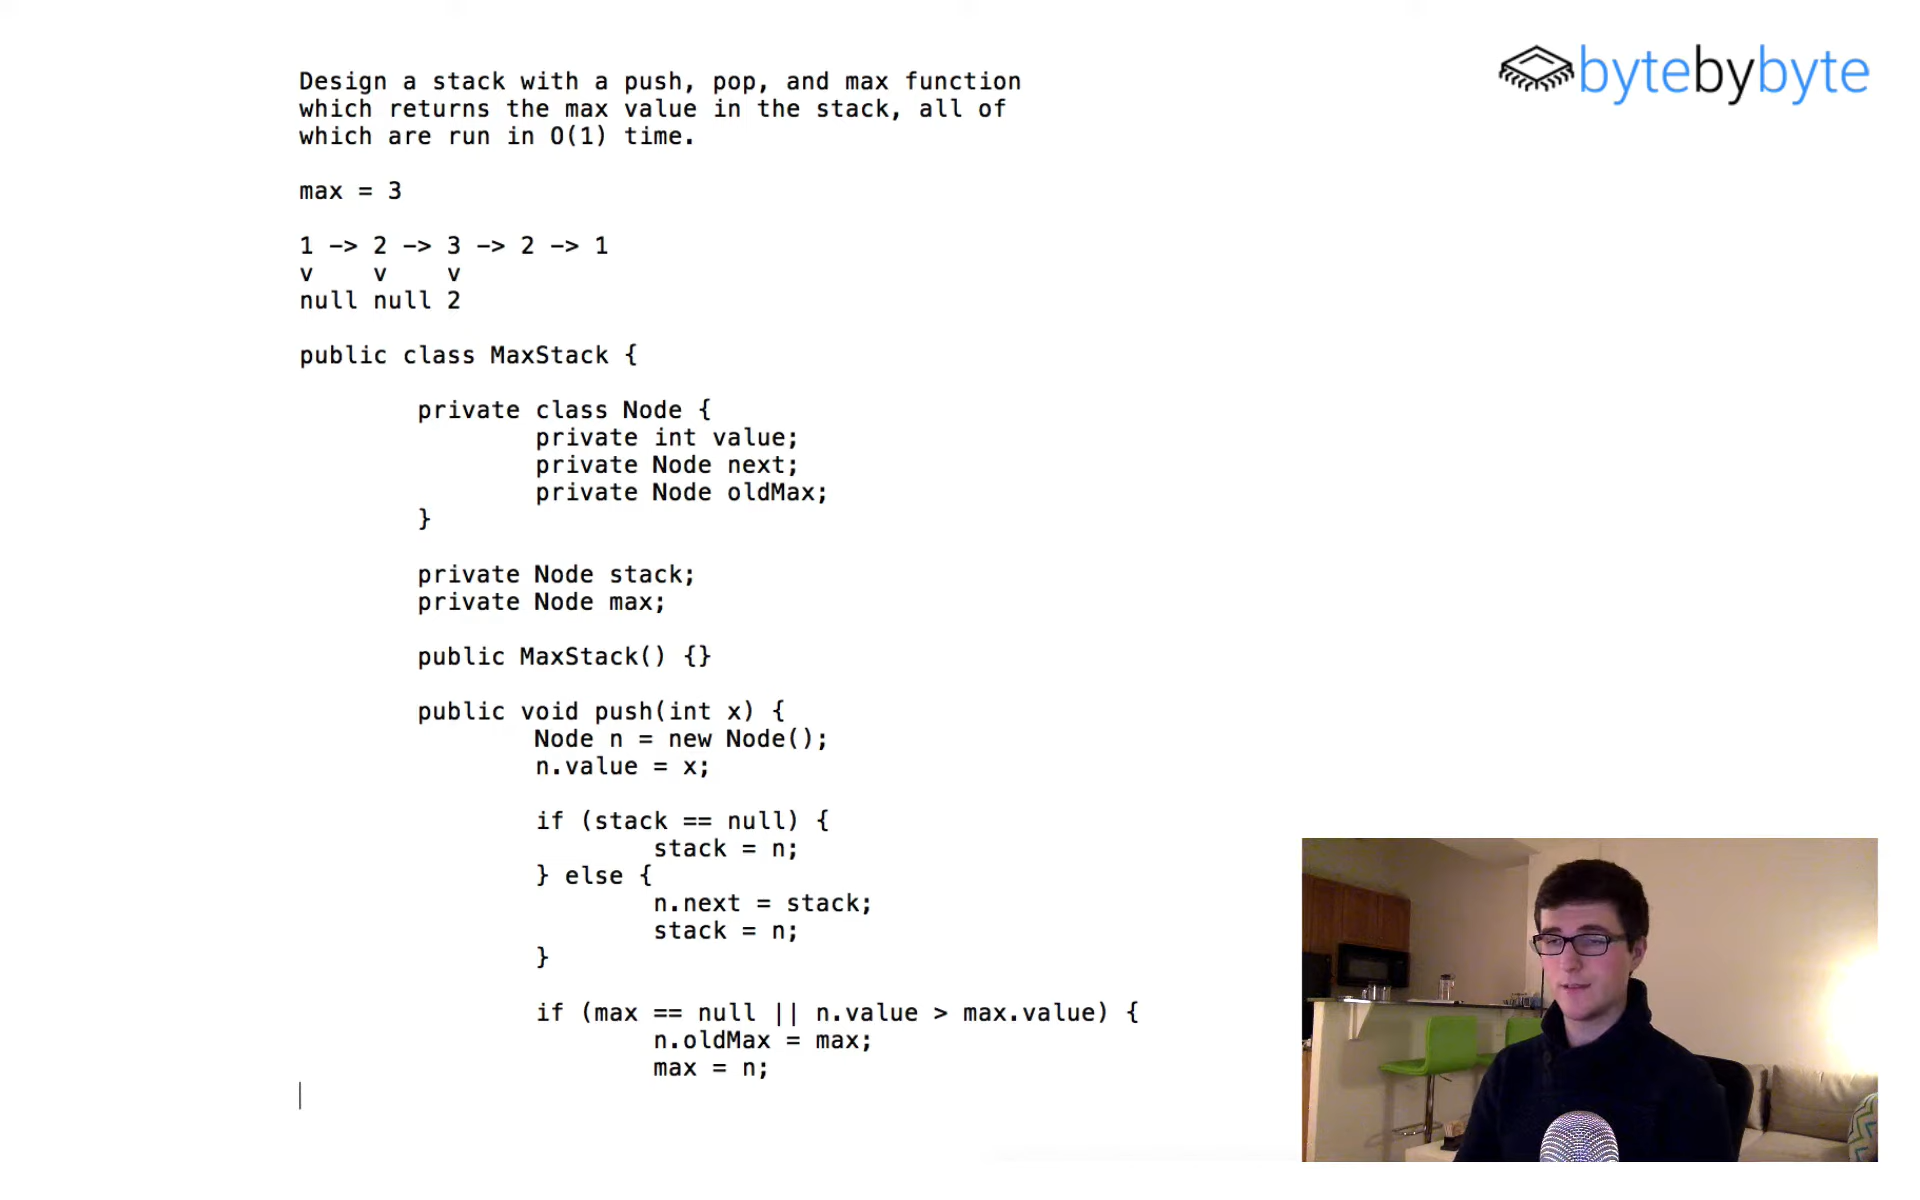 bytebybyte
Design a stack with a push, pop, and max function
which returns the max value in the stack, all of
which are run in O(1) time.
max = 3
1 -> 2 -> 3 -> 2 -> 1
v    v    v
null null 2
public class MaxStack {
        private class Node {
                private int value;
                private Node next;
                private Node oldMax;
        }
        private Node stack;
        private Node max;
        public MaxStack() {}
        public void push(int x) {
                Node n = new Node();
                n.value = x;
                if (stack == null) {
                        stack = n;
                } else {
                        n.next = stack;
                        stack = n;
                }
                if (max == null || n.value > max.value) {
                        n.oldMax = max;
                        max = n;